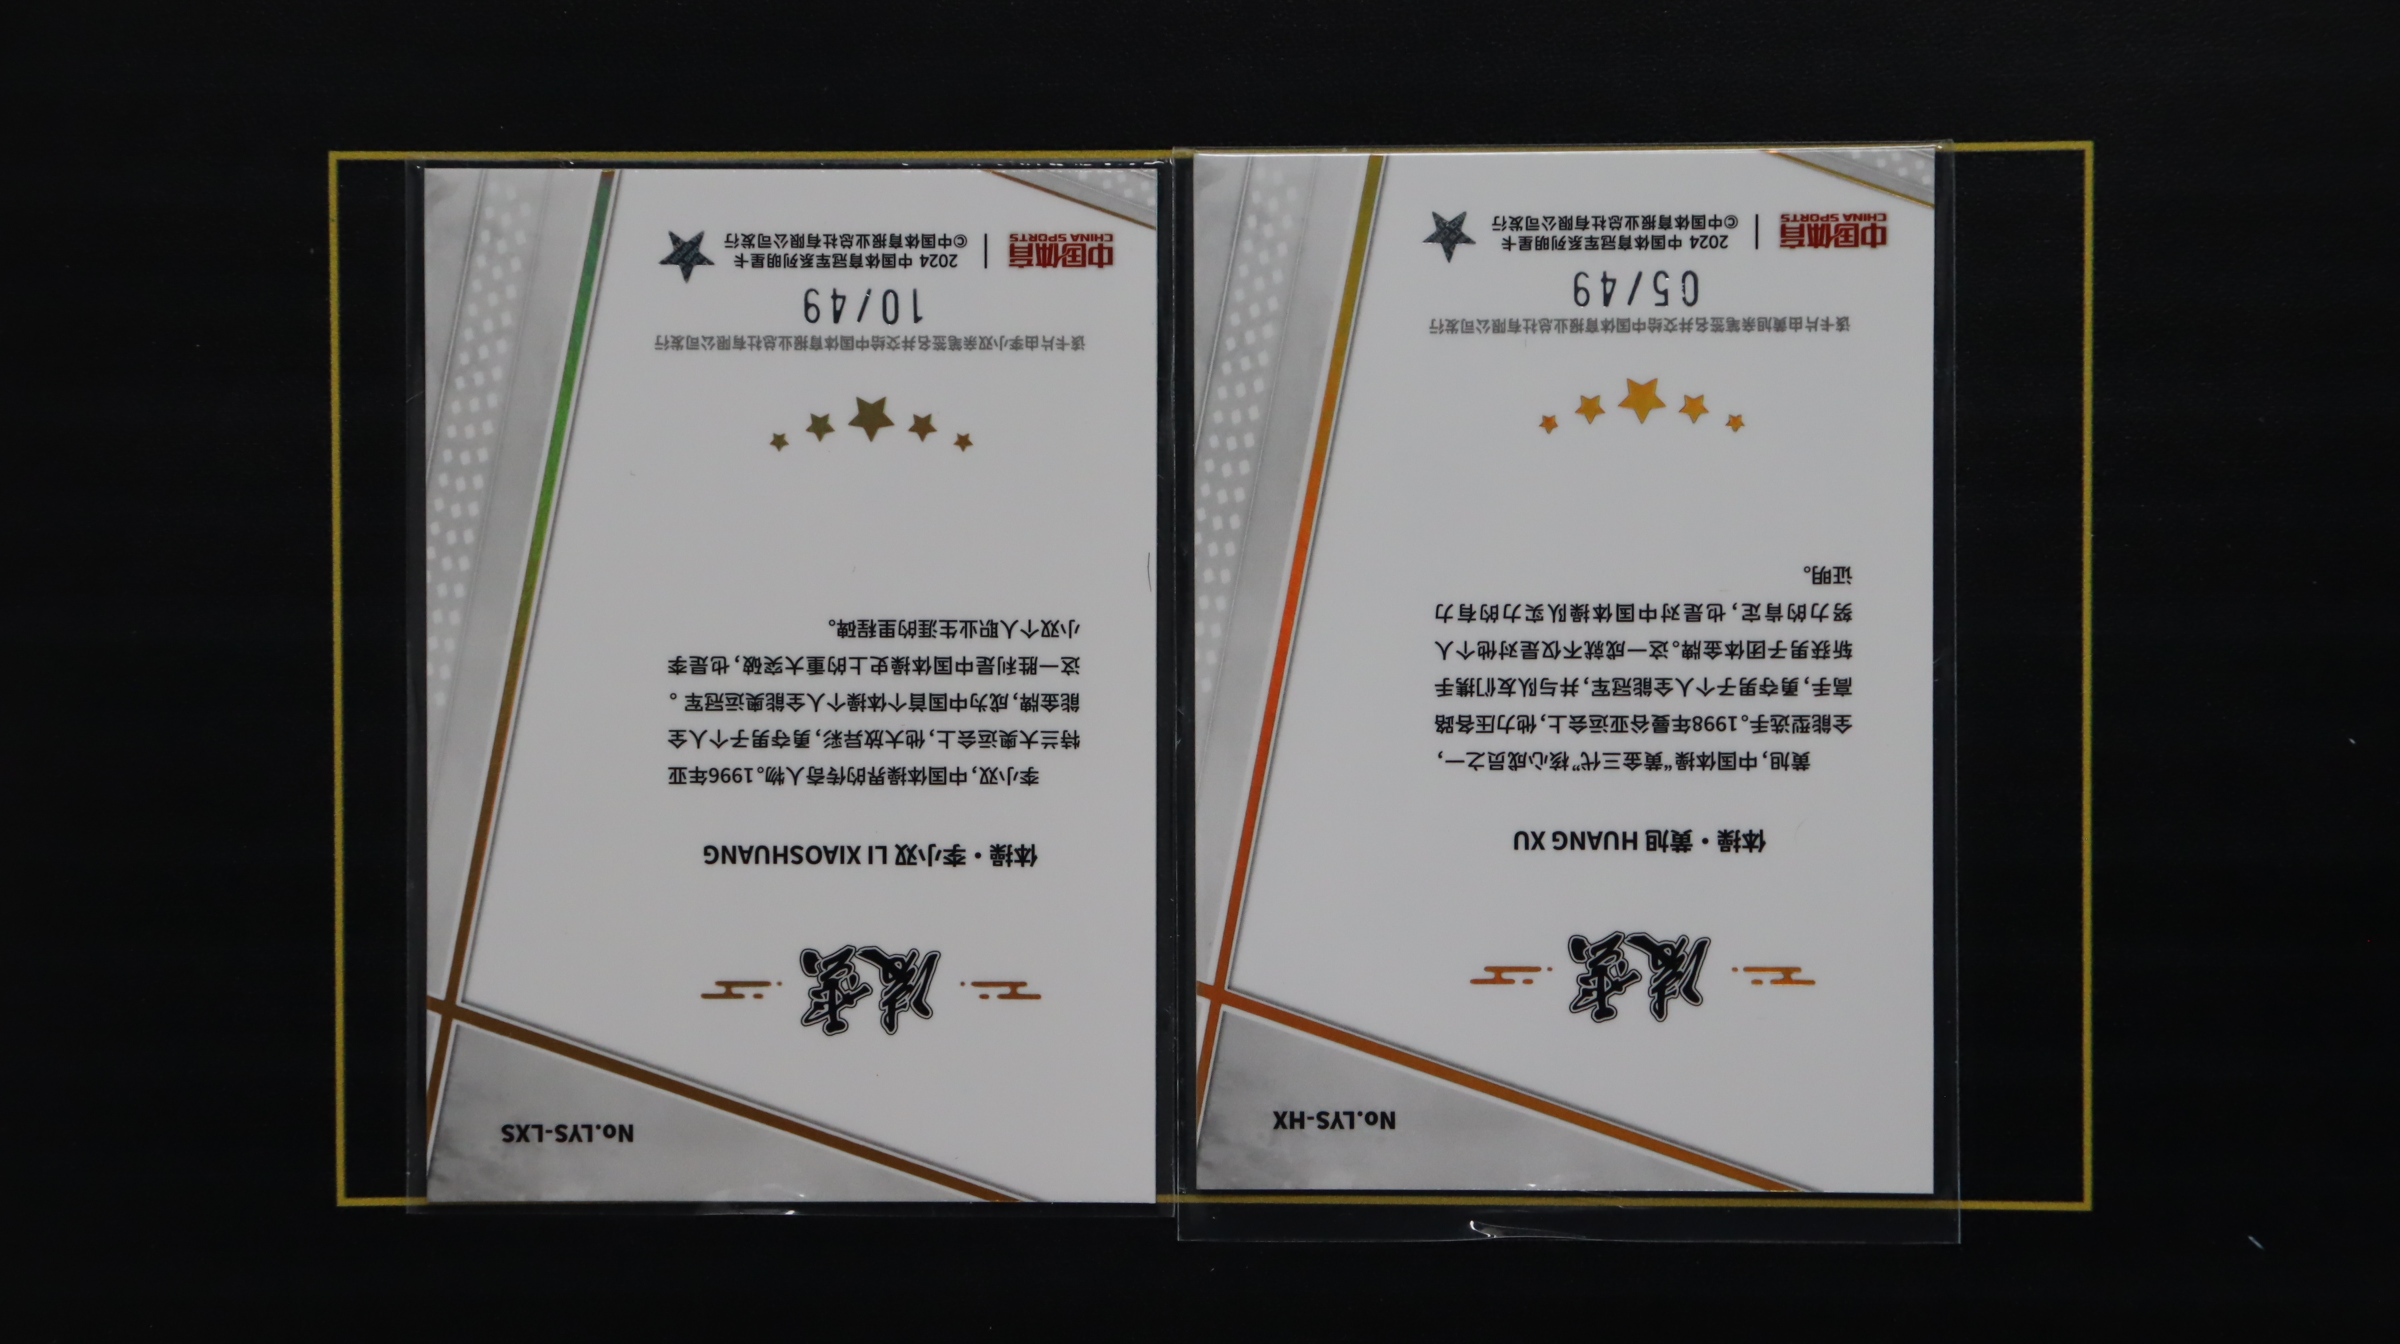 No.LYS-HX
凌雲
体操·黄旭 HUANG XU
黄旭，中国体操“黄金三代”核心成员之一，
全能型选手。1998年曼谷亚运会上，他力压各路
高手，勇夺男子个人全能冠军，并与队友们携手
斩获男子团体金牌。这一成就不仅是对他个人
努力的肯定，也是对中国体操队实力的有力
证明。
该卡片由黄旭亲笔签名并交给中国体育报业总社有限公司发行
05/49
中国体育
CHINA SPORTS
2024 中国体育冠军系列明星卡
©中国体育报业总社有限公司发行
No.LYS-LXS
凌雲
体操·李小双 LI XIAOSHUANG
李小双，中国体操界的传奇人物。1996年亚
特兰大奥运会上，他大放异彩，勇夺男子个人全
能金牌，成为中国首个体操个人全能奥运冠军。
这一胜利是中国体操史上的重大突破，也是李
小双个人职业生涯的里程碑。
该卡片由李小双亲笔签名并交给中国体育报业总社有限公司发行
10/49
中国体育
CHINA SPORTS
2024 中国体育冠军系列明星卡
©中国体育报业总社有限公司发行